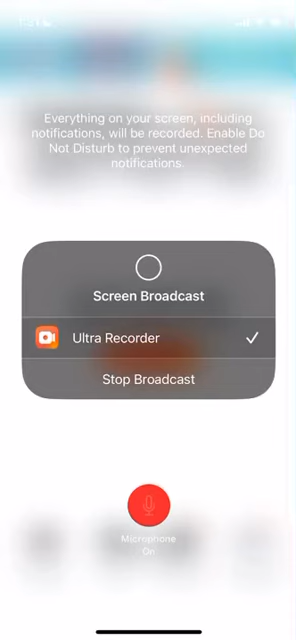 Everything on your screen, including
notifications, will be recorded. Enable Do
Not Disturb to prevent unexpected
notifications.
Screen Broadcast
Ultra Recorder
Stop Broadcast
Microphone
On